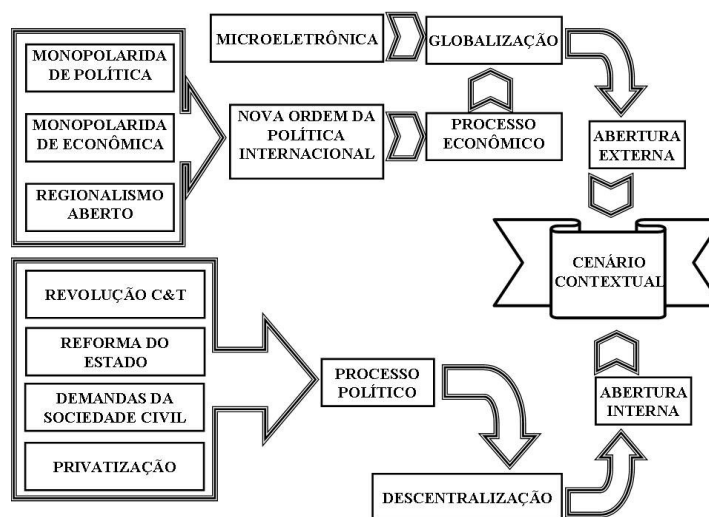 MONOPOLARIDA
DE POLÍTICA
MONOPOLARIDA
DE ECONÔMICA
REGIONALISMO
ABERTO
MICROELETRÔNICA
GLOBALIZAÇÃO
NOVA ORDEM DA
POLÍTICA
INTERNACIONAL
PROCESSO
ECONÔMICO
ABERTURA
EXTERNA
CENÁRIO
CONTEXTUAL
REVOLUÇÃO C&T
REFORMA DO
ESTADO
DEMANDAS DA
SOCIEDADE CIVIL
PRIVATIZAÇÃO
PROCESSO
POLÍTICO
DESCENTRALIZAÇÃO
ABERTURA
INTERNA